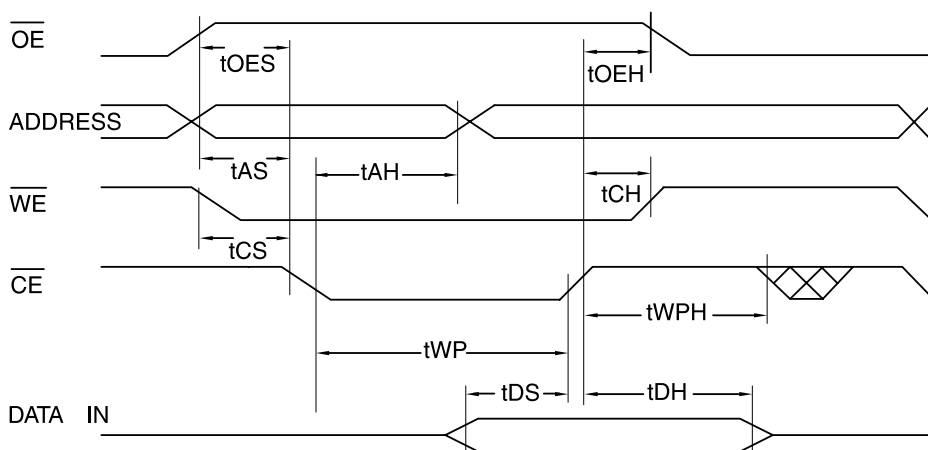 OE
tOES
tOEH
ADDRESS
tAS
tAH
tCH
WE
tCS
CE
tWPH
tWP
tDS
tDH
DATA IN